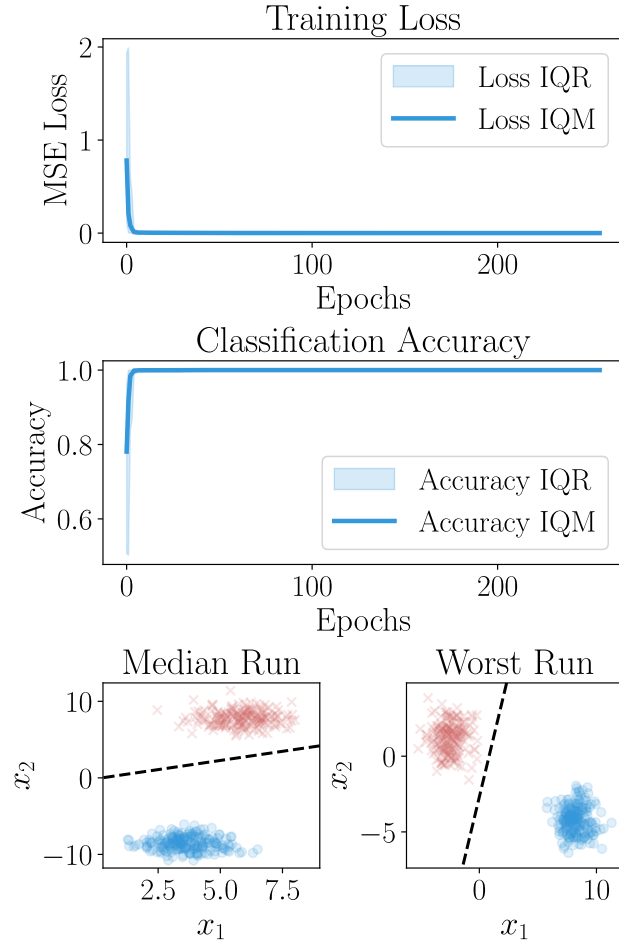 Training Loss
MSE Loss
2
1
0
Loss IQR
Loss IQM
0
100
200
Epochs
Classification Accuracy
Accuracy
1.0
0.8
0.6
Accuracy IQR
Accuracy IQM
0
100
200
Epochs
Median Run
x₂
10
0
−10
2.5
5.0
7.5
x₁
Worst Run
x₂
0
−5
0
10
x₁